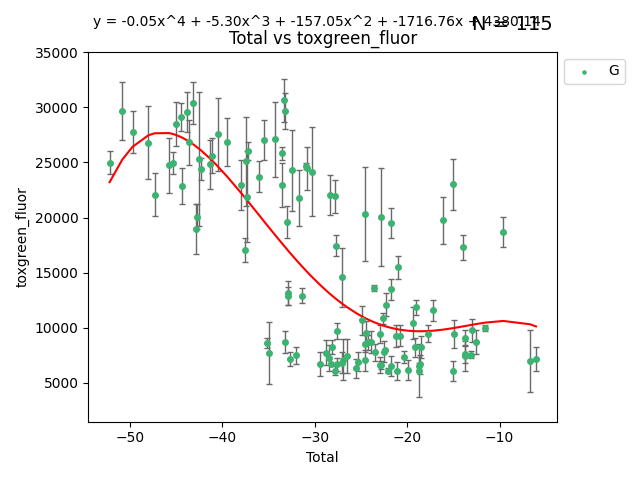 y = -0.05x^4 + -5.30x^3 + -157.05x^2 + -1716.76x +
N = 115
Total vs toxgreen_fluor
G
35000
30000
25000
20000
15000
10000
5000
toxgreen_fluor
−50
−40
−30
−20
−10
Total